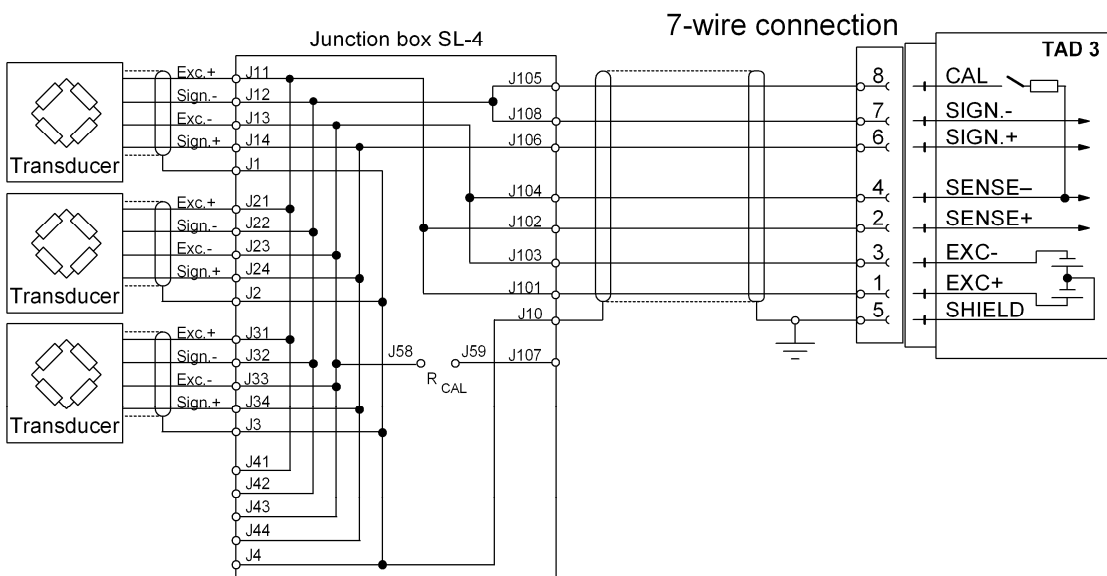 7-wire connection
Junction box SL-4
TAD 3
Transducer
Exc.+
Sign.-
Exc.-
Sign.+
J11
J12
J13
J14
J1
Transducer
Exc.+
Sign.-
Exc.-
Sign.+
J21
J22
J23
J24
J2
Transducer
Exc.+
Sign.-
Exc.-
Sign.+
J31
J32
J33
J34
J3
J41
J42
J43
J44
J4
J58
J59
R CAL
J105
J108
J106
J104
J102
J103
J101
J10
J107
8 CAL
7 SIGN.-
6 SIGN.+
4 SENSE–
2 SENSE+
3 EXC-
1 EXC+
5 SHIELD